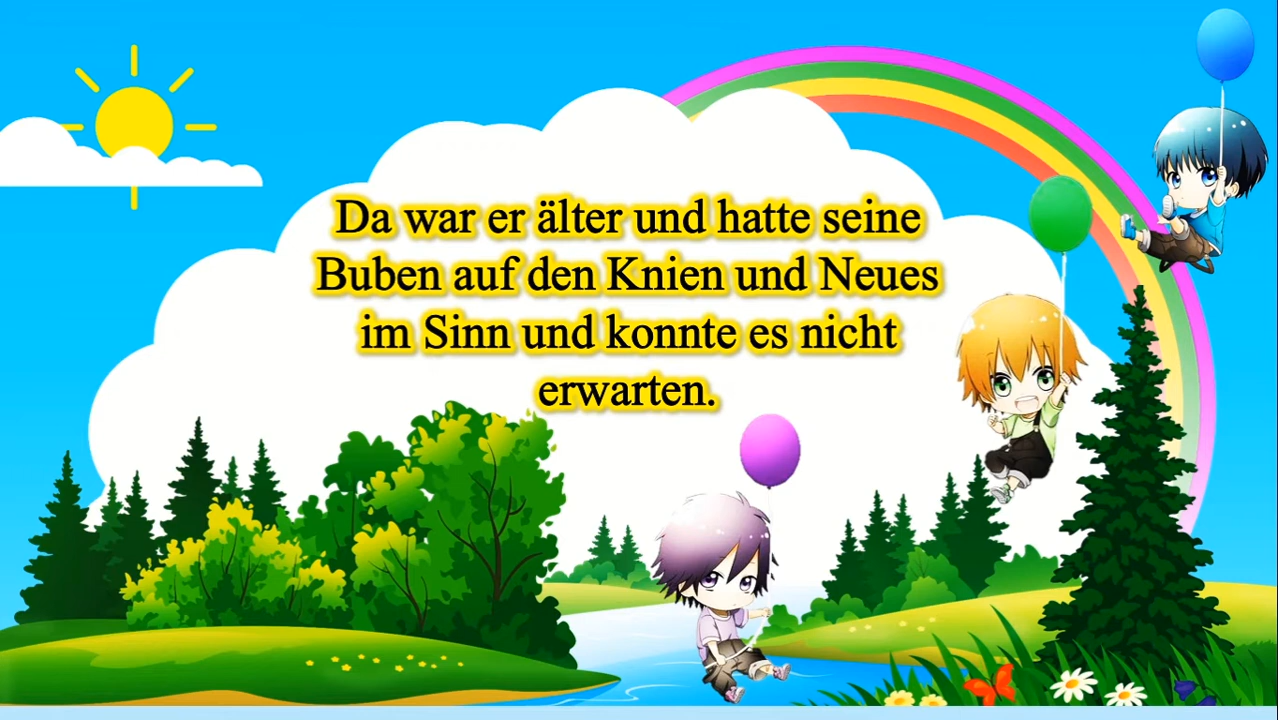 Da war er älter und hatte seine
Buben auf den Knien und Neues
im Sinn und konnte es nicht
erwarten.